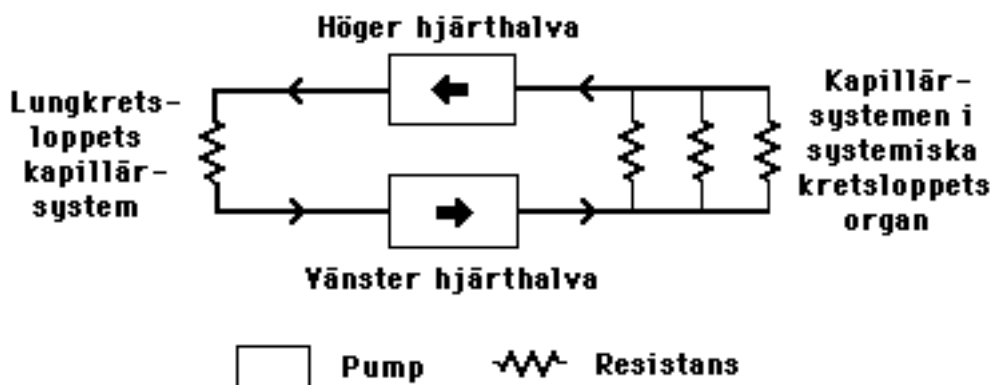 Höger hjärthalva
Lungkrets-
loppets
kapillär-
system
Kapillär-
systemen i
systemiska
kretsloppets
organ
Vänster hjärthalva
Pump
Resistans